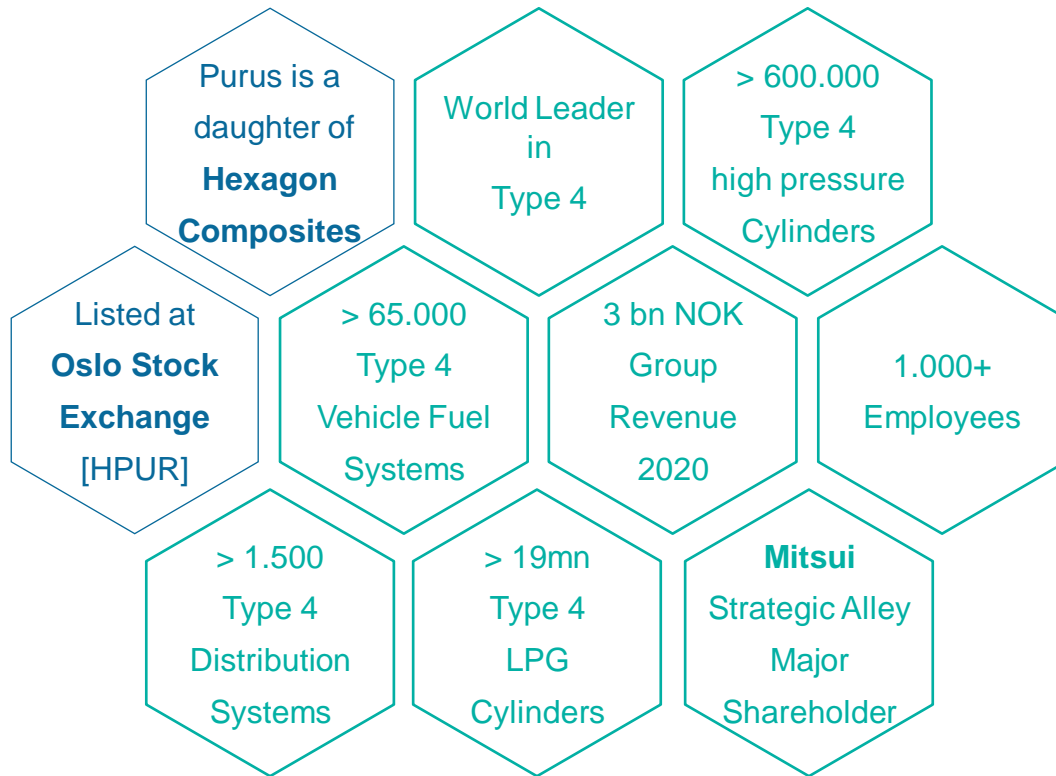 Purus is a
daughter of
Hexagon
Composites
World Leader
in
Type 4
> 600.000
Type 4
high pressure
Cylinders
Listed at
Oslo Stock
Exchange
[HPUR]
> 65.000
Type 4
Vehicle Fuel
Systems
3 bn NOK
Group
Revenue
2020
1.000+
Employees
> 1.500
Type 4
Distribution
Systems
> 19mn
Type 4
LPG
Cylinders
Mitsui
Strategic Alley
Major
Shareholder